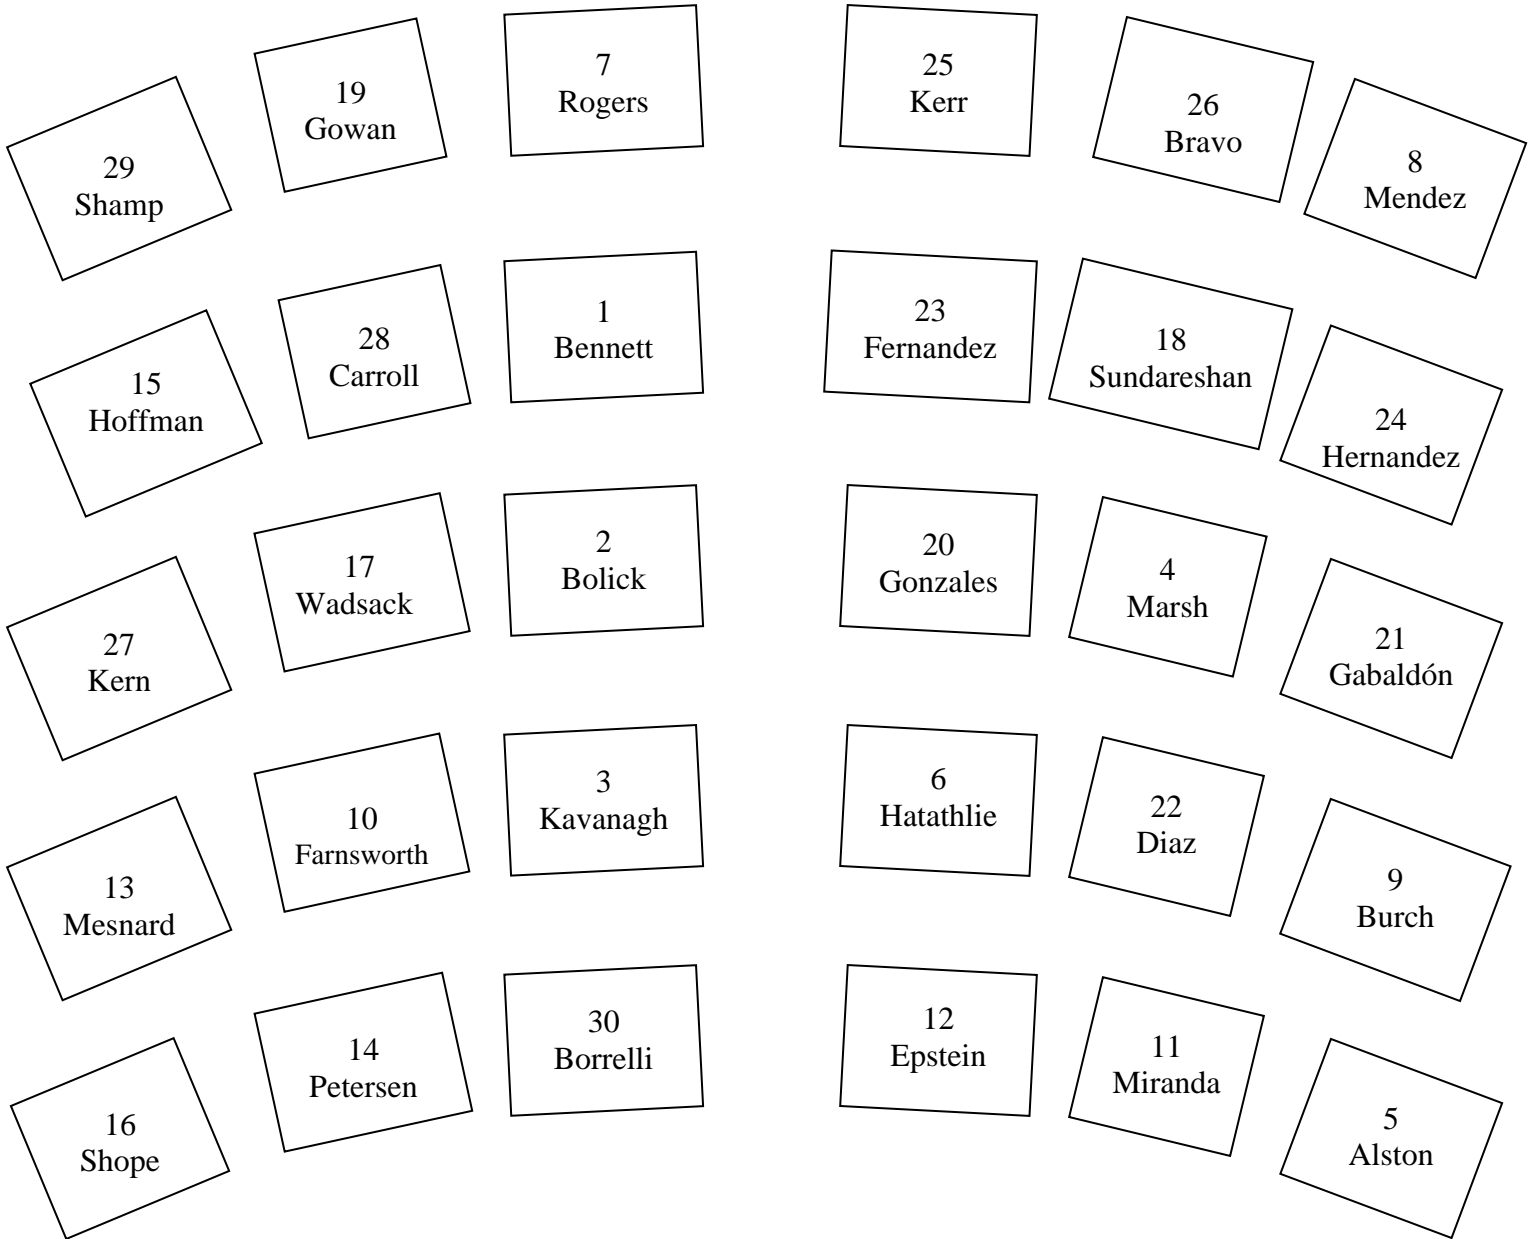 29
Shamp
19
Gowan
7
Rogers
25
Kerr
26
Bravo
8
Mendez
15
Hoffman
28
Carroll
1
Bennett
23
Fernandez
18
Sundareshan
24
Hernandez
27
Kern
17
Wadsack
2
Bolick
20
Gonzales
4
Marsh
21
Gabaldón
13
Mesnard
10
Farnsworth
3
Kavanagh
6
Hatathlie
22
Diaz
9
Burch
16
Shope
14
Petersen
30
Borrelli
12
Epstein
11
Miranda
5
Alston